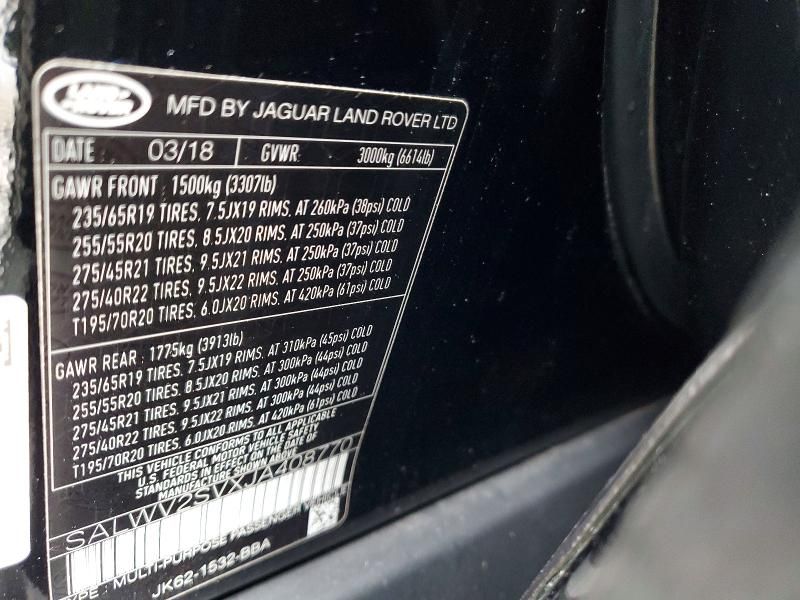 LAND ROVER
MFD BY JAGUAR LAND ROVER LTD
DATE 03/18 GVWR 3000kg (6614lb)
GAWR FRONT : 1500kg (3307lb)
235/65R19 TIRES, 7.5JX19 RIMS, AT 260kPa (38psi) COLD
255/55R20 TIRES, 8.5JX20 RIMS, AT 250kPa (37psi) COLD
275/45R21 TIRES, 9.5JX21 RIMS, AT 250kPa (37psi) COLD
275/40R22 TIRES, 9.5JX22 RIMS, AT 250kPa (37psi) COLD
T195/70R20 TIRES, 6.0JX20 RIMS, AT 420kPa (61psi) COLD
GAWR REAR : 1775kg (3913lb)
235/65R19 TIRES, 7.5JX19 RIMS, AT 310kPa (45psi) COLD
255/55R20 TIRES, 8.5JX20 RIMS, AT 300kPa (44psi) COLD
275/45R21 TIRES, 9.5JX21 RIMS, AT 300kPa (44psi) COLD
275/40R22 TIRES, 9.5JX22 RIMS, AT 300kPa (44psi) COLD
T195/70R20 TIRES, 6.0JX20 RIMS, AT 420kPa (61psi) COLD
THIS VEHICLE CONFORMS TO ALL APPLICABLE
U.S. FEDERAL MOTOR VEHICLE SAFETY
STANDARDS IN EFFECT ON THE DATE OF
MANUFACTURE SHOWN ABOVE
SALWV2SVXJA408770
TYPE : MULTI-PURPOSE PASSENGER VEHICLE
JK62-1532-BBA